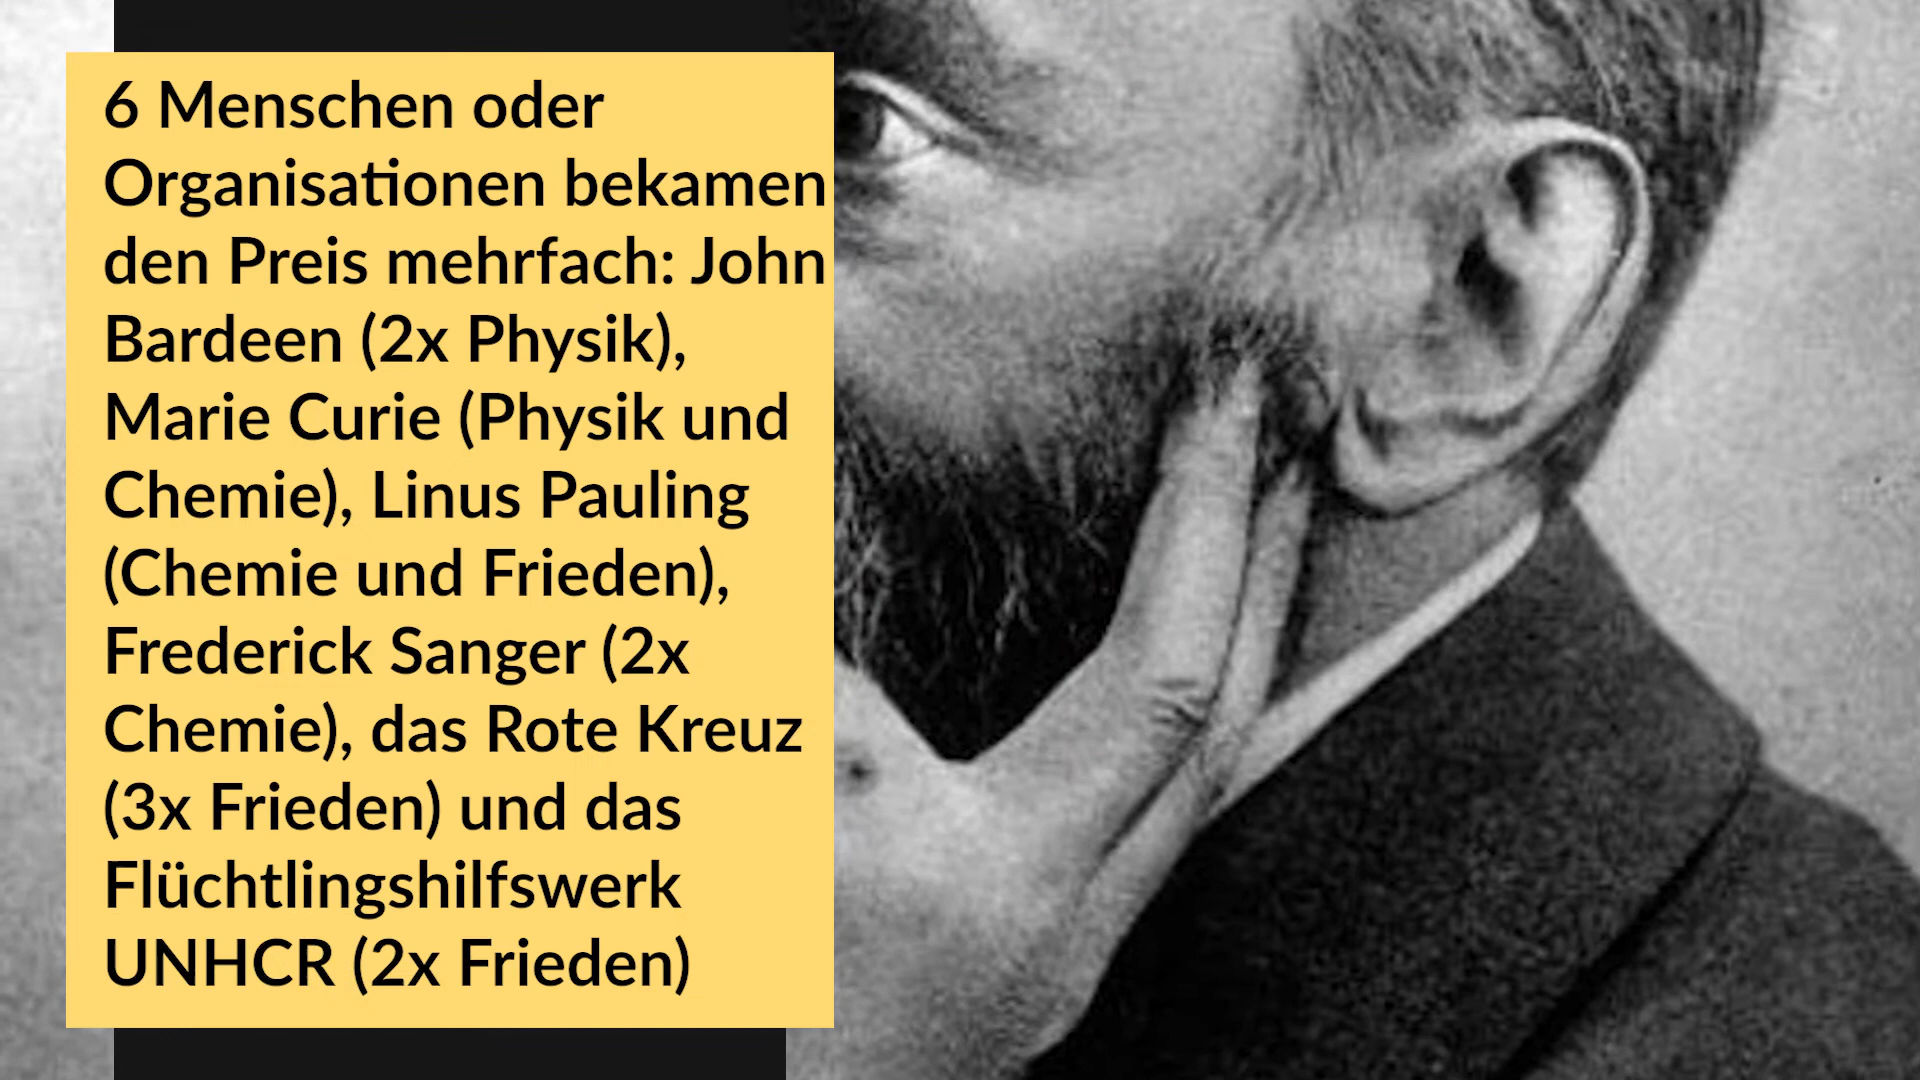 6 Menschen oder
Organisationen bekamen
den Preis mehrfach: John
Bardeen (2x Physik),
Marie Curie (Physik und
Chemie), Linus Pauling
(Chemie und Frieden),
Frederick Sanger (2x
Chemie), das Rote Kreuz
(3x Frieden) und das
Flüchtlingshilfswerk
UNHCR (2x Frieden)